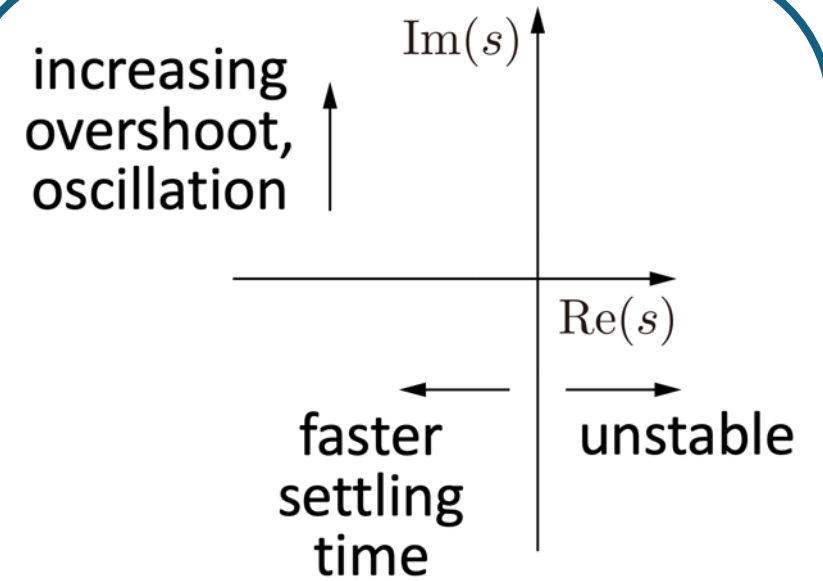 Im(s)
increasing
overshoot,
oscillation
Re(s)
faster
settling
time
unstable